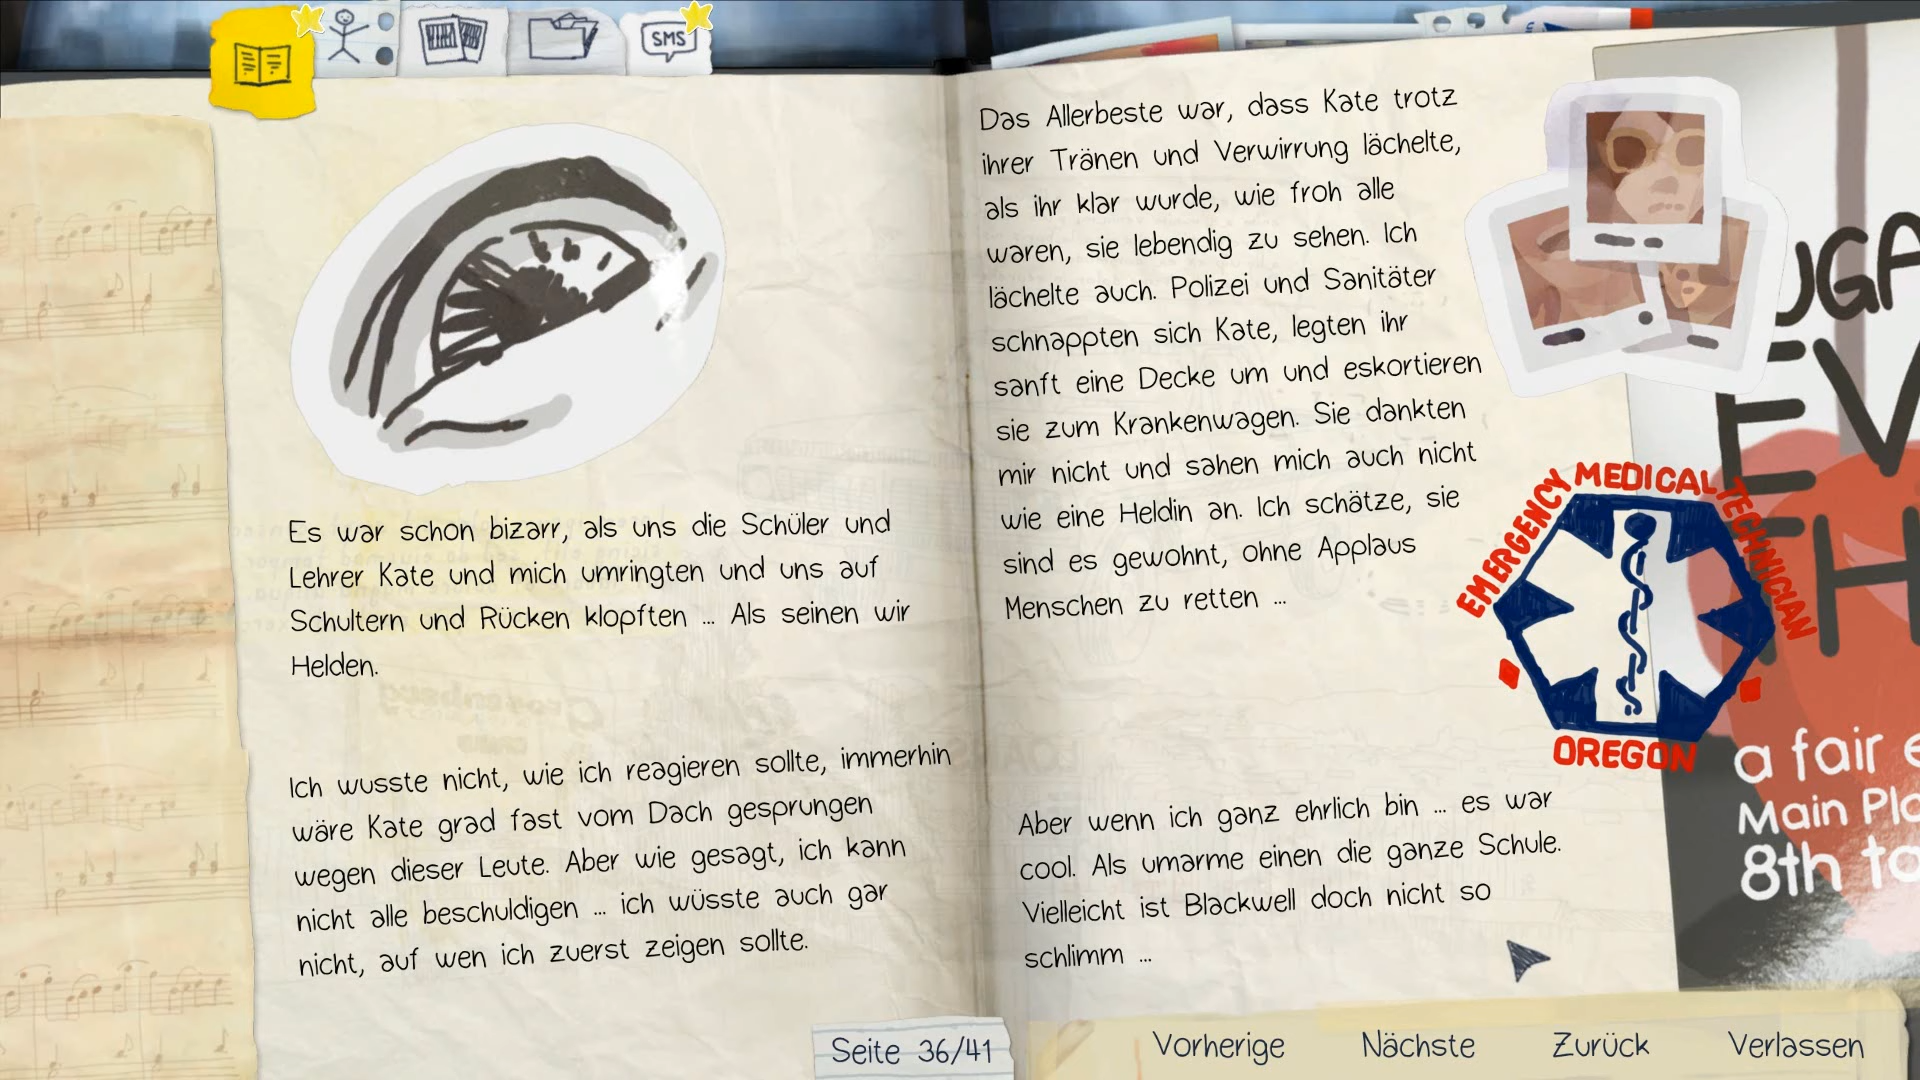 SMS
Es war schon bizarr, als uns die Schüler und
Lehrer Kate und mich umringten und uns auf
Schultern und Rücken klopften ... Als seinen wir
Helden.
Ich wusste nicht, wie ich reagieren sollte, immerhin
wäre Kate grad fast vom Dach gesprungen
wegen dieser Leute. Aber wie gesagt, ich kann
nicht alle beschuldigen ... ich wüsste auch gar
nicht, auf wen ich zuerst zeigen sollte.
Das Allerbeste war, dass Kate trotz
ihrer Tränen und Verwirrung lächelte,
als ihr klar wurde, wie froh alle
waren, sie lebendig zu sehen. Ich
lächelte auch. Polizei und Sanitäter
schnappten sich Kate, legten ihr
sanft eine Decke um und eskortieren
sie zum Krankenwagen. Sie dankten
mir nicht und sahen mich auch nicht
wie eine Heldin an. Ich schätze, sie
sind es gewohnt, ohne Applaus
Menschen zu retten ...
Aber wenn ich ganz ehrlich bin ... es war
cool. Als umarme einen die ganze Schule.
Vielleicht ist Blackwell doch nicht so
schlimm ...
EMERGENCY MEDICAL TECHNICIAN
OREGON
a fair
Main
8th
Seite 36/41
Vorherige
Nächste
Zurück
Verlassen